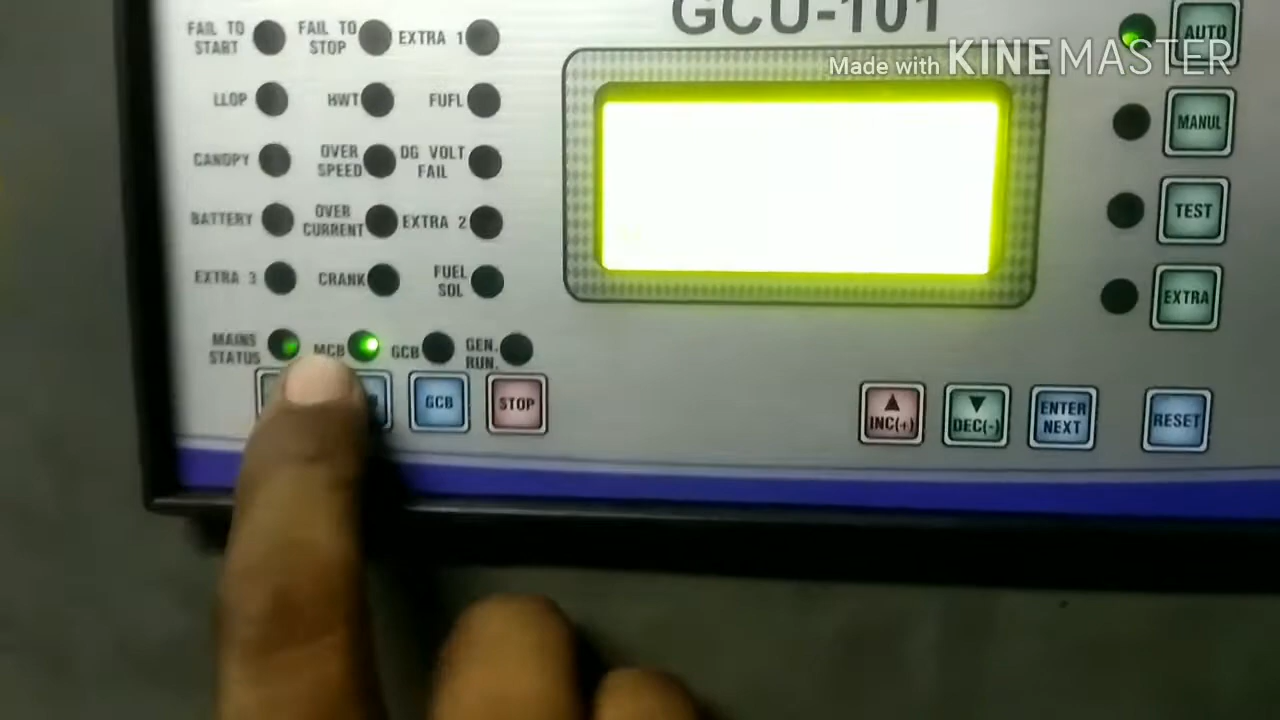 GCU-101
Made with KINEMASTER
FAIL TO START
FAIL TO STOP
EXTRA 1
AUTO
LLOP
HWT
FUFL
MANUL
CANOPY
OVER SPEED
DG VOLT FAIL
BATTERY
OVER CURRENT
EXTRA 2
TEST
EXTRA 3
CRANK
FUEL SOL
EXTRA
MAINS STATUS
MCB
GCB
GEN. RUN.
GCB
STOP
INC(+)
DEC(-)
ENTER NEXT
RESET